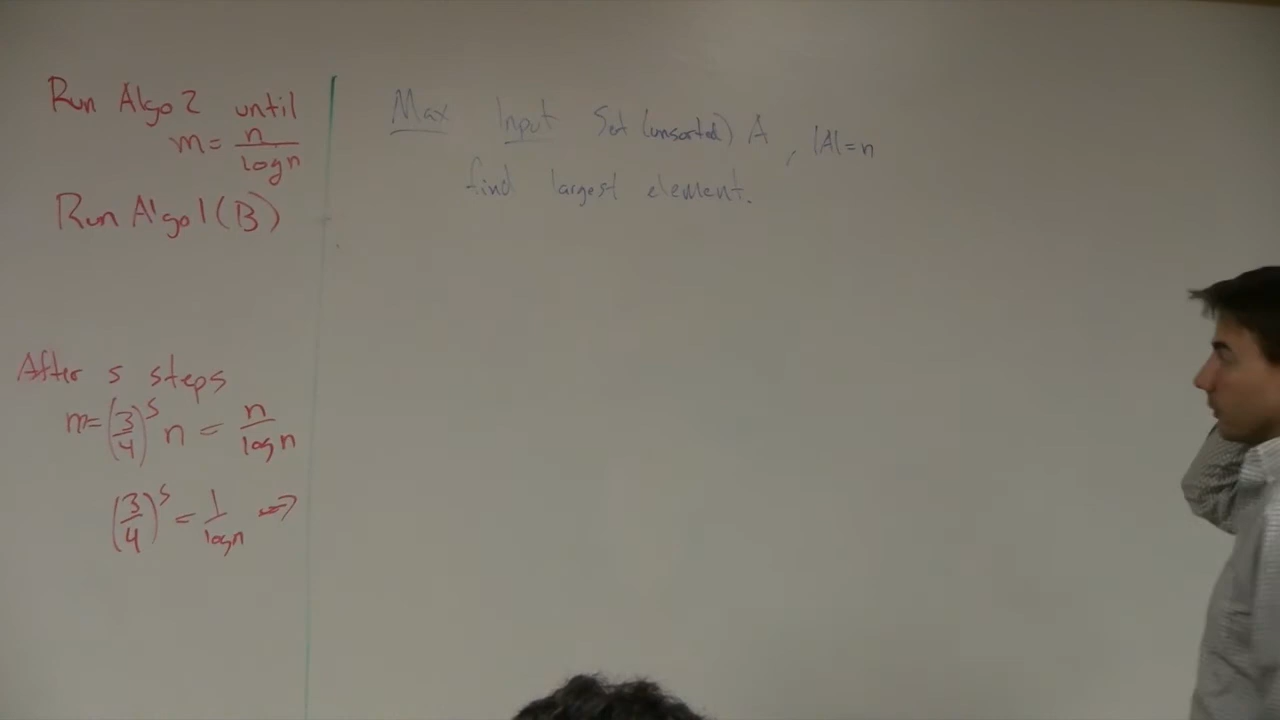 Run Algo 2 until
m = n / log n
Run Algo 1 (B)
After s steps
m = (3/4)^s n = n / log n
(3/4)^s = 1 / log n ⟹
Max Input Set (unsorted) A, |A| = n
find largest element.